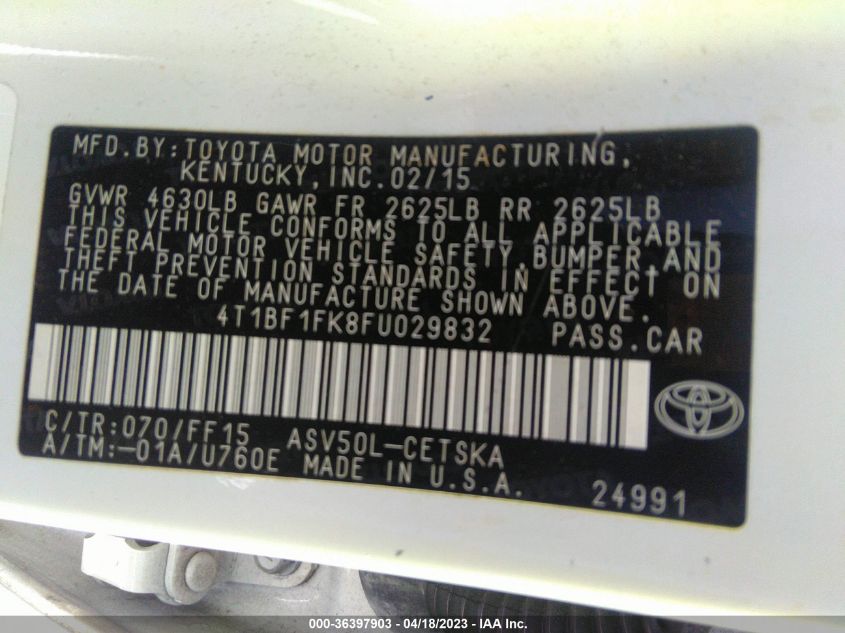 MFD.BY:TOYOTA MOTOR MANUFACTURING,
KENTUCKY, INC.02/15
GVWR 4630LB GAWR FR 2625LB RR 2625LB
THIS VEHICLE CONFORMS TO ALL APPLICABLE
FEDERAL MOTOR VEHICLE SAFETY,BUMPER,AND
THEFT PREVENTION STANDARDS IN EFFECT ON
THE DATE OF MANUFACTURE SHOWN ABOVE.
4T1BF1FK8FU029832 PASS.CAR
C/TR:070/FF15 ASV50L-CETSKA
A/TM:-01A/U760E MADE IN U.S.A. 24991
000-36397903 - 04/18/2023 - IAA Inc.